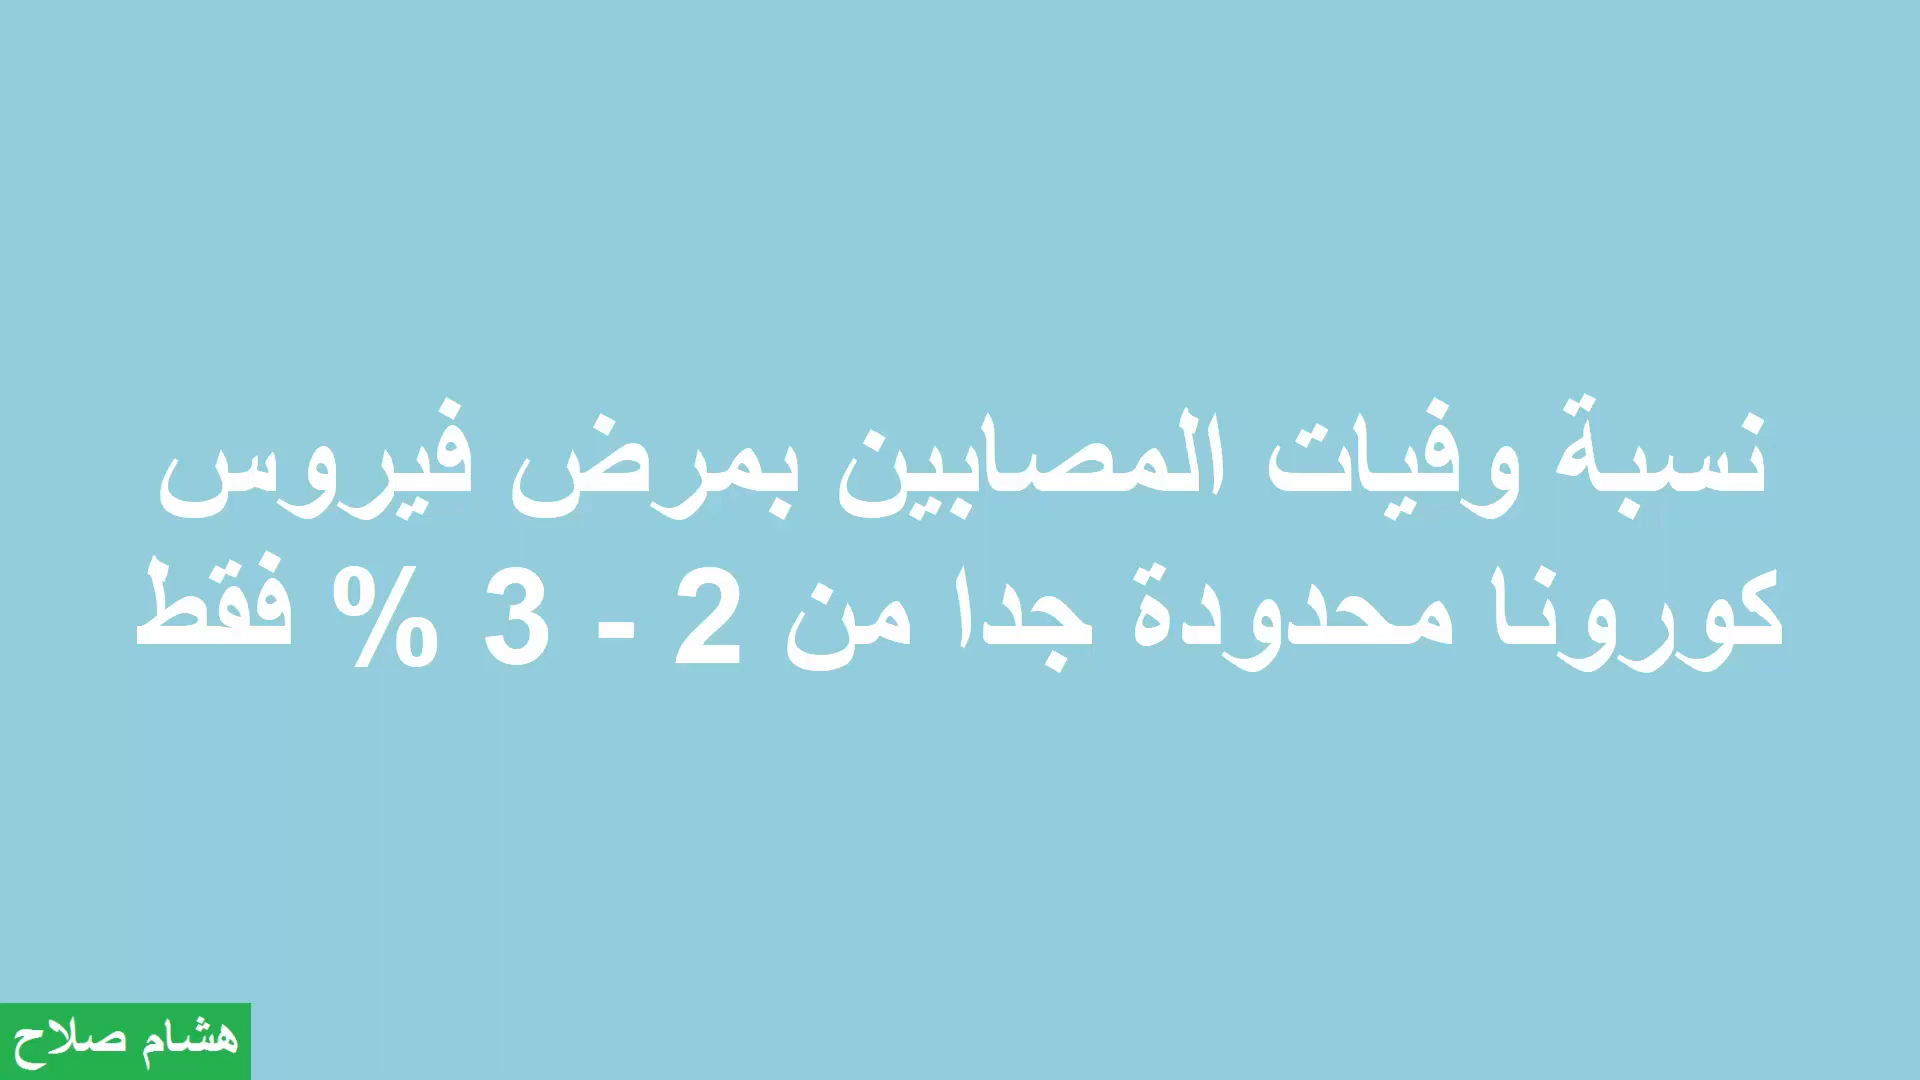 نسبة وفيات المصابين بمرض فيروس
كورونا محدودة جدا من 2 - 3 % فقط
هشام صلاح